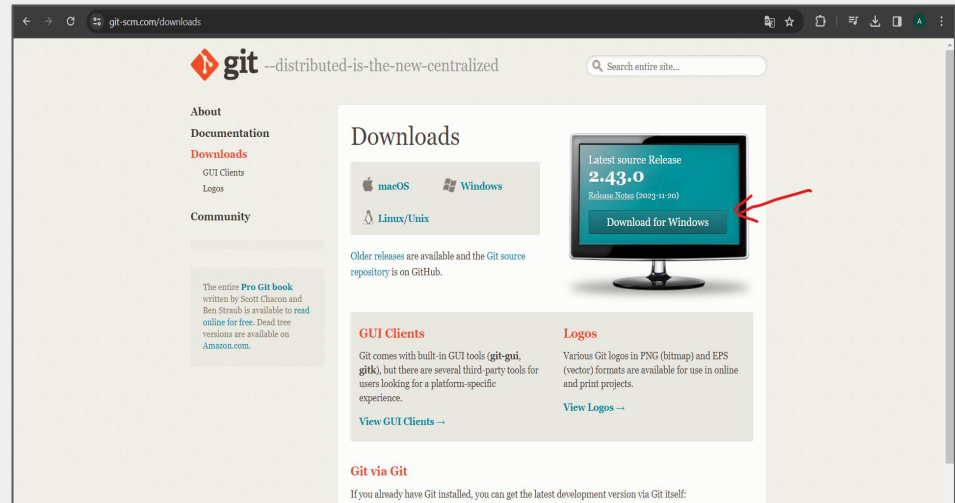 git-scm.com/downloads
A
git --distributed-is-the-new-centralized
Search entire site...
About
Documentation
Downloads
GUI Clients
Logos
Community
The entire Pro Git book
written by Scott Chacon and
Ben Straub is available to read
online for free. Dead tree
versions are available on
Amazon.com.
Downloads
macOS
Windows
Linux/Unix
Older releases are available and the Git source
repository is on GitHub.
Latest source Release
2.43.0
Release Notes (2023-11-20)
Download for Windows
GUI Clients
Git comes with built-in GUI tools (git-gui,
gitk), but there are several third-party tools for
users looking for a platform-specific
experience.
View GUI Clients →
Logos
Various Git logos in PNG (bitmap) and EPS
(vector) formats are available for use in online
and print projects.
View Logos →
Git via Git
If you already have Git installed, you can get the latest development version via Git itself: